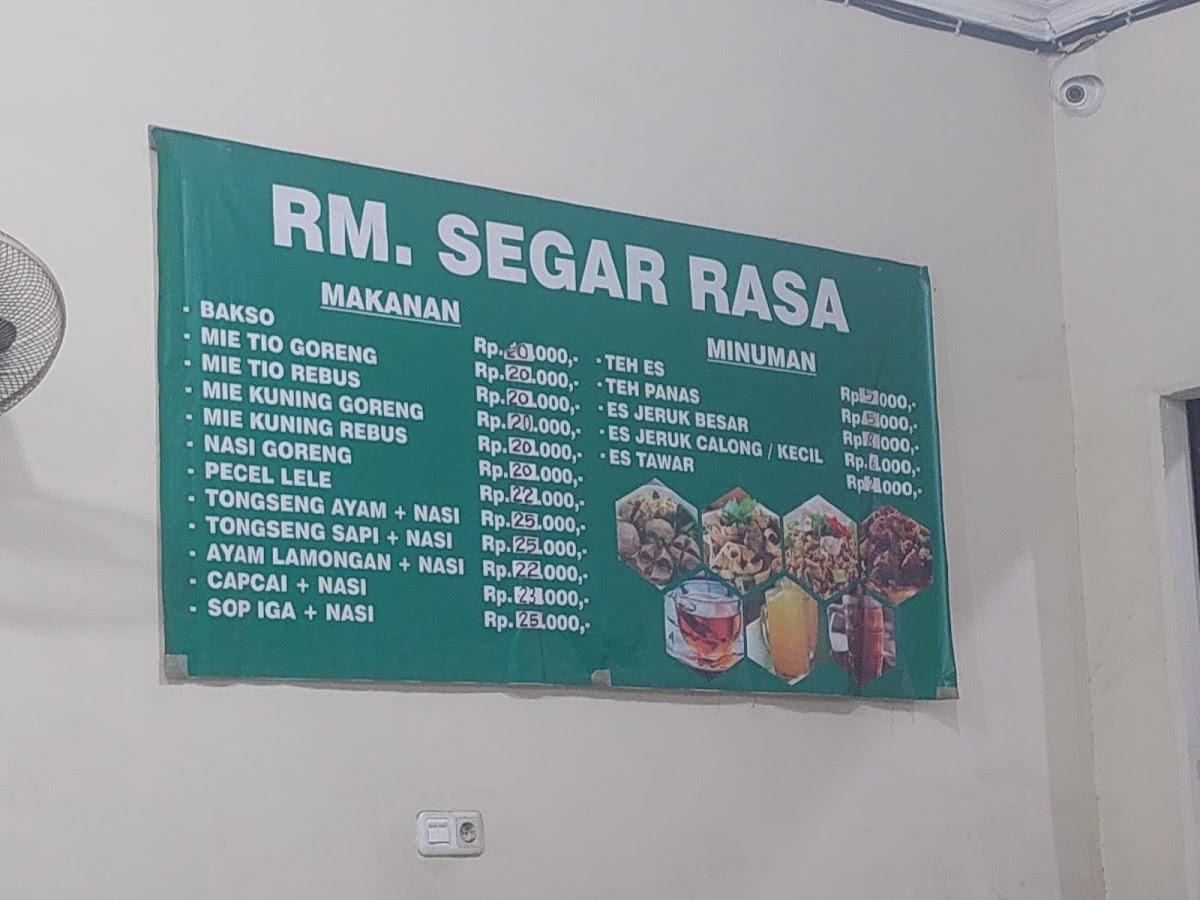 RM. SEGAR RASA
MAKANAN
- BAKSO Rp.20.000,-
- MIE TIO GORENG Rp.20.000,-
- MIE TIO REBUS Rp.20.000,-
- MIE KUNING GORENG Rp.20.000,-
- MIE KUNING REBUS Rp.20.000,-
- NASI GORENG Rp.20.000,-
- PECEL LELE Rp.22.000,-
- TONGSENG AYAM + NASI Rp.25.000,-
- TONGSENG SAPI + NASI Rp.25.000,-
- AYAM LAMONGAN + NASI Rp.22.000,-
- CAPCAI + NASI Rp.23.000,-
- SOP IGA + NASI Rp.25.000,-
MINUMAN
- TEH ES Rp.5.000,-
- TEH PANAS Rp.5.000,-
- ES JERUK BESAR Rp.8.000,-
- ES JERUK CALONG / KECIL
- ES TAWAR